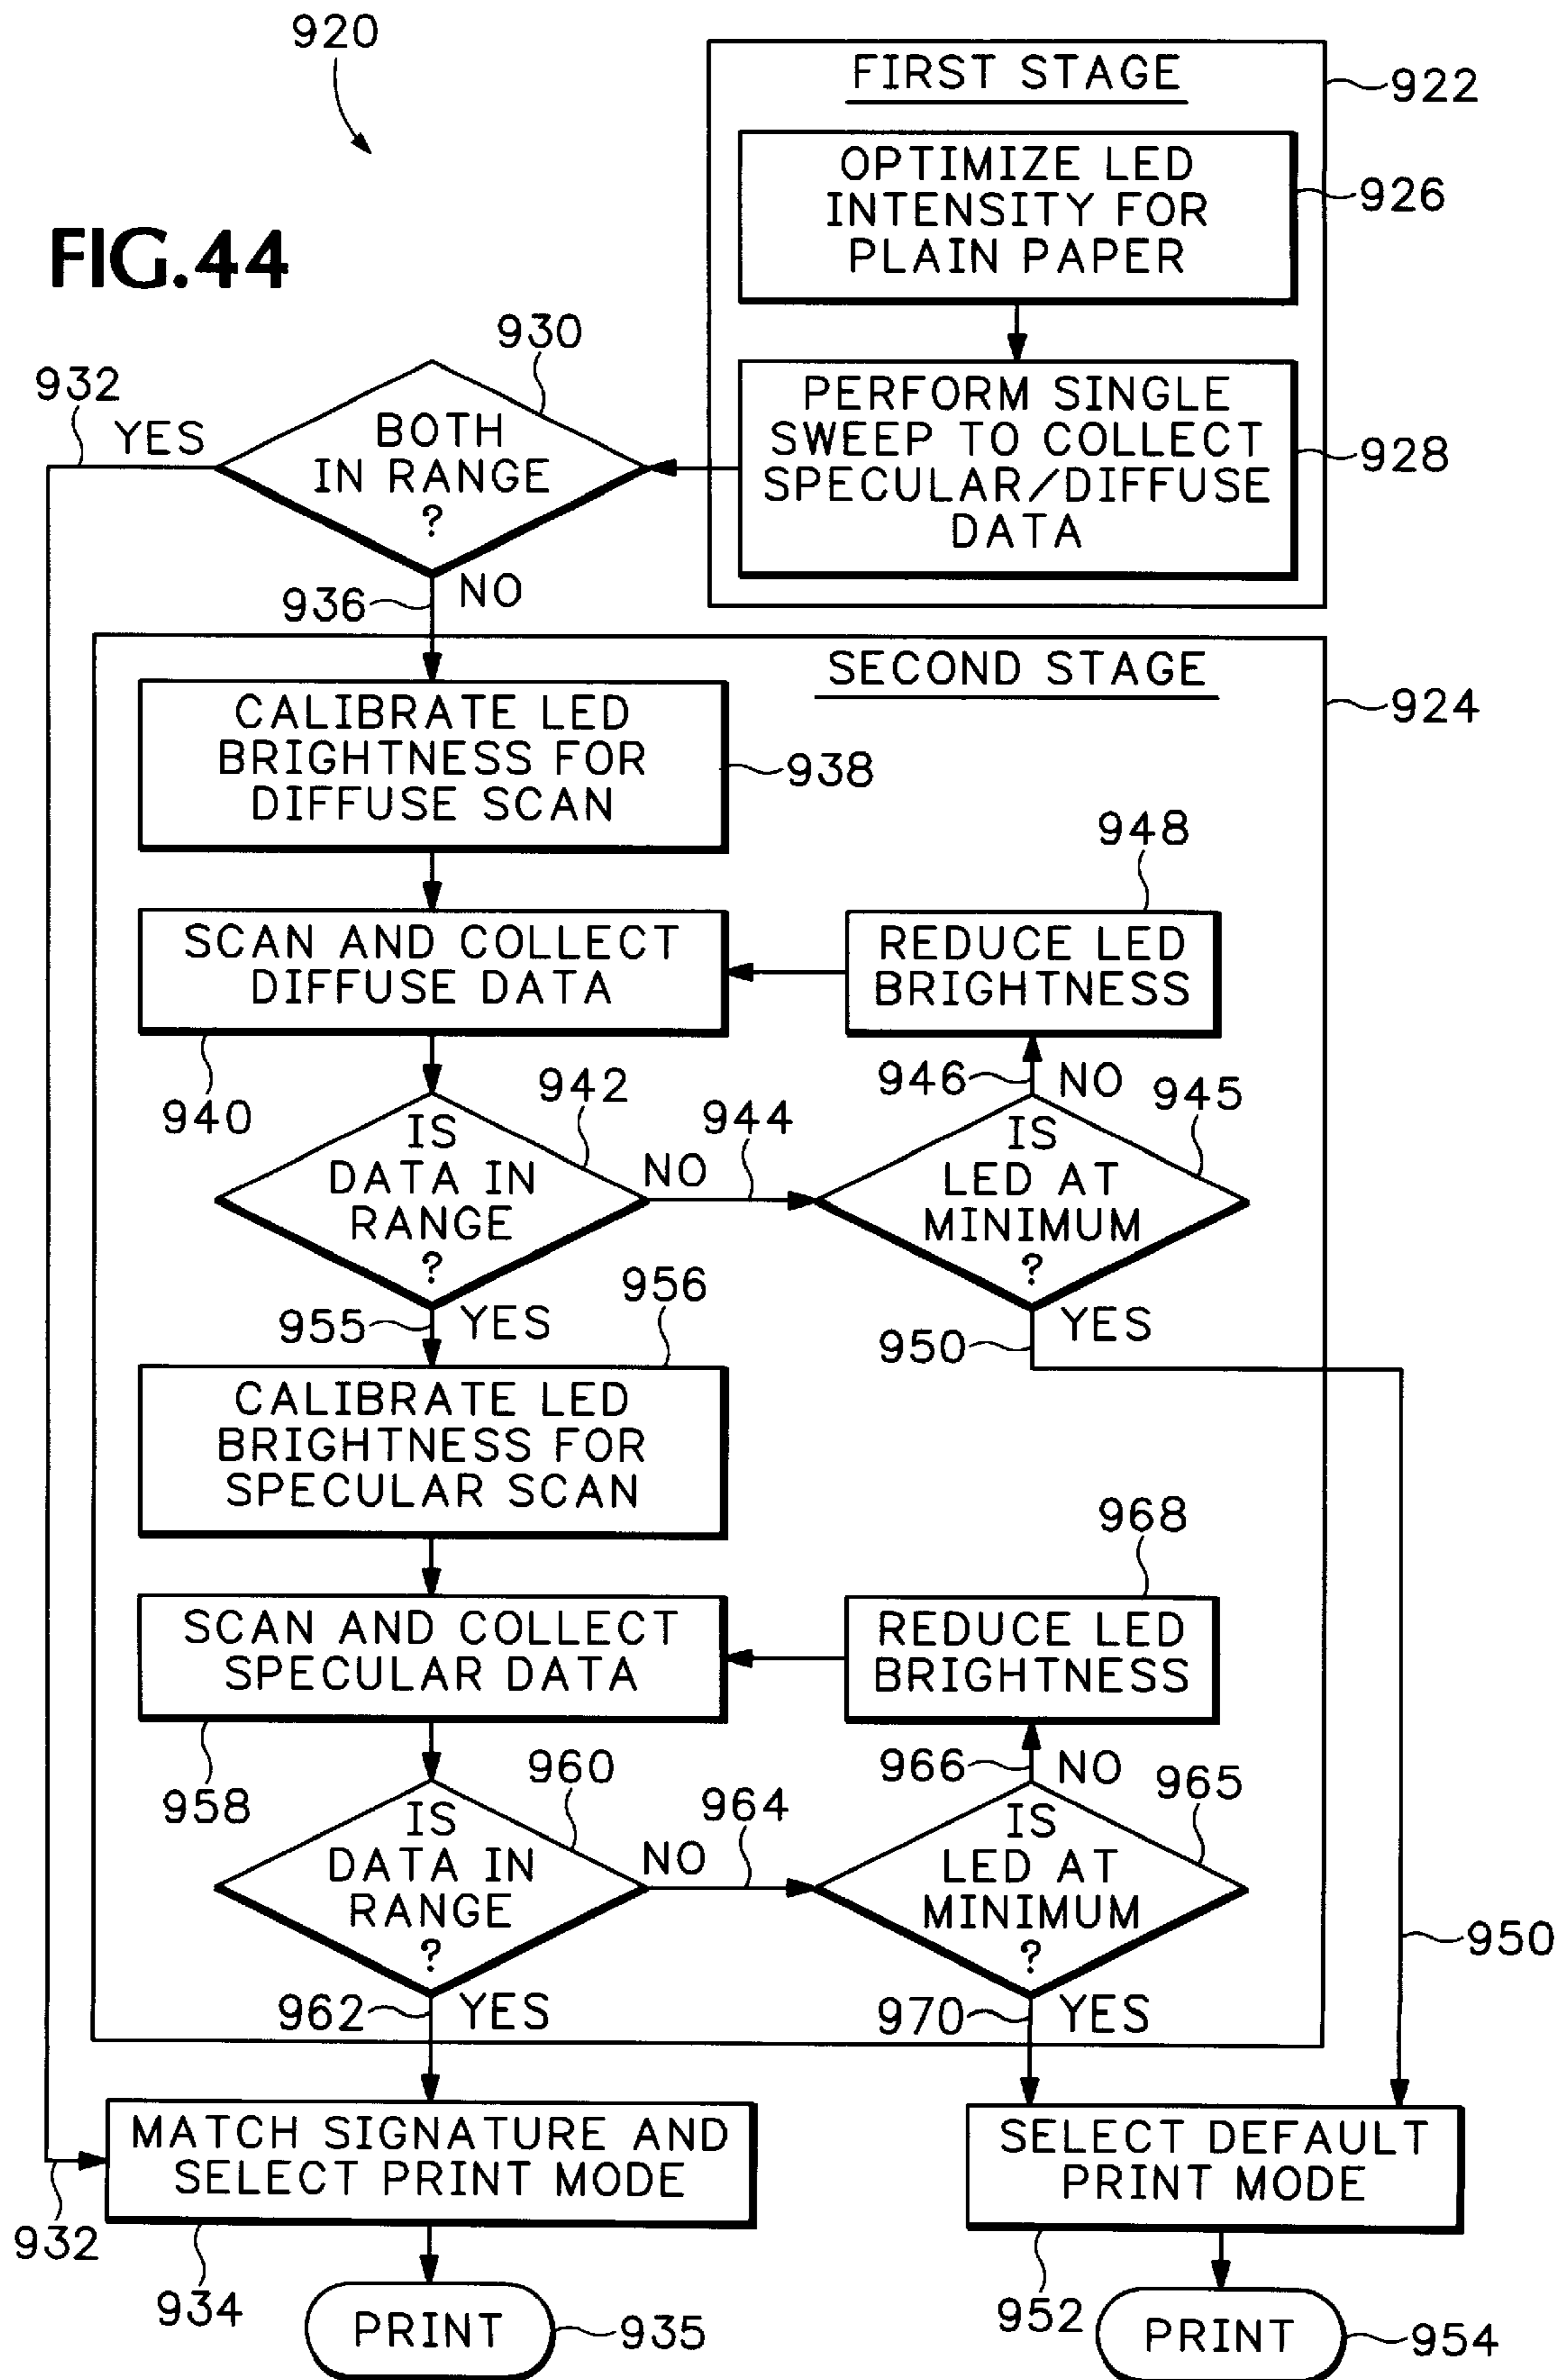 920
FIG.44
FIRST STAGE
922
OPTIMIZE LED
INTENSITY FOR
PLAIN PAPER
926
PERFORM SINGLE
SWEEP TO COLLECT
SPECULAR/DIFFUSE
DATA
928
930
932
YES
BOTH
IN RANGE
?
936
NO
SECOND STAGE
924
CALIBRATE LED
BRIGHTNESS FOR
DIFFUSE SCAN
938
948
SCAN AND COLLECT
DIFFUSE DATA
REDUCE LED
BRIGHTNESS
940
942
944
946
NO
945
IS
DATA IN
RANGE
?
NO
IS
LED AT
MINIMUM
?
955
YES
956
950
YES
CALIBRATE LED
BRIGHTNESS FOR
SPECULAR SCAN
968
SCAN AND COLLECT
SPECULAR DATA
REDUCE LED
BRIGHTNESS
958
960
964
966
NO
965
IS
DATA IN
RANGE
?
NO
IS
LED AT
MINIMUM
?
950
962
YES
970
YES
MATCH SIGNATURE AND
SELECT PRINT MODE
SELECT DEFAULT
PRINT MODE
932
934
PRINT
935
952
PRINT
954